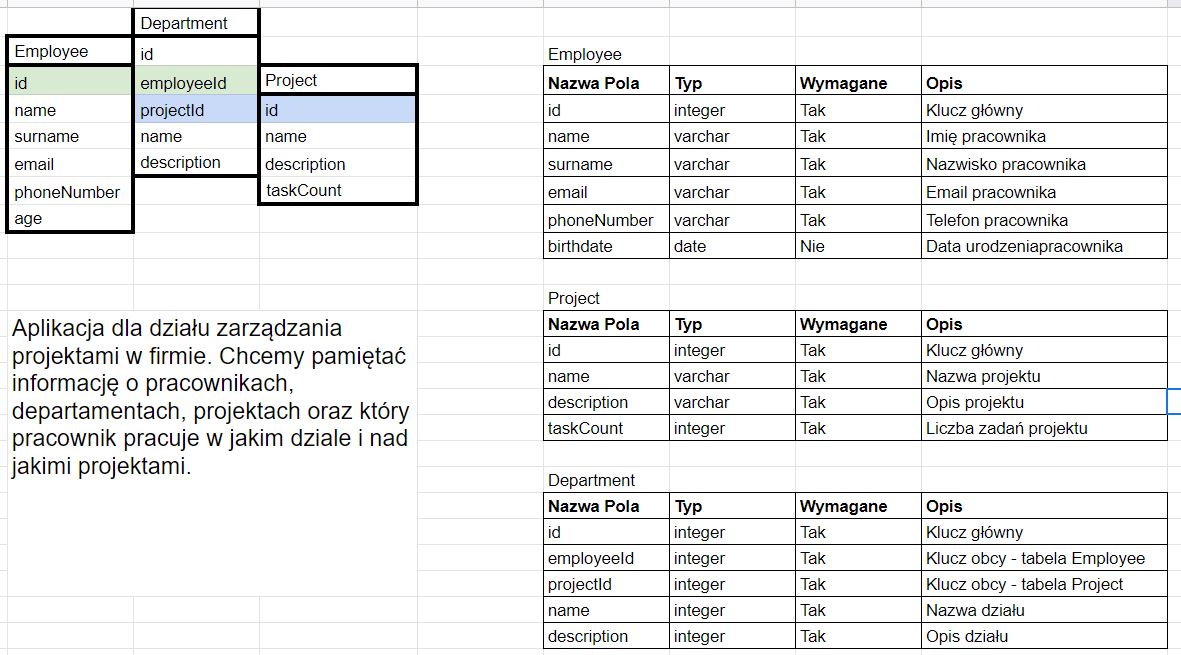 Department
id
employeeId
projectId
name
description
Employee
id
name
surname
email
phoneNumber
age
Project
id
name
description
taskCount
Aplikacja dla działu zarządzania
projektami w firmie. Chcemy pamiętać
informację o pracownikach,
departamentach, projektach oraz który
pracownik pracuje w jakim dziale i nad
jakimi projektami.
Employee
Nazwa Pola Typ Wymagane Opis
id integer Tak Klucz główny
name varchar Tak Imię pracownika
surname varchar Tak Nazwisko pracownika
email varchar Tak Email pracownika
phoneNumber varchar Tak Telefon pracownika
birthdate date Nie Data urodzeniapracownika
Project
Nazwa Pola Typ Wymagane Opis
id integer Tak Klucz główny
name varchar Tak Nazwa projektu
description varchar Tak Opis projektu
taskCount integer Tak Liczba zadań projektu
Department
Nazwa Pola Typ Wymagane Opis
id integer Tak Klucz główny
employeeId integer Tak Klucz obcy - tabela Employee
projectId integer Tak Klucz obcy - tabela Project
name integer Tak Nazwa działu
description integer Tak Opis działu